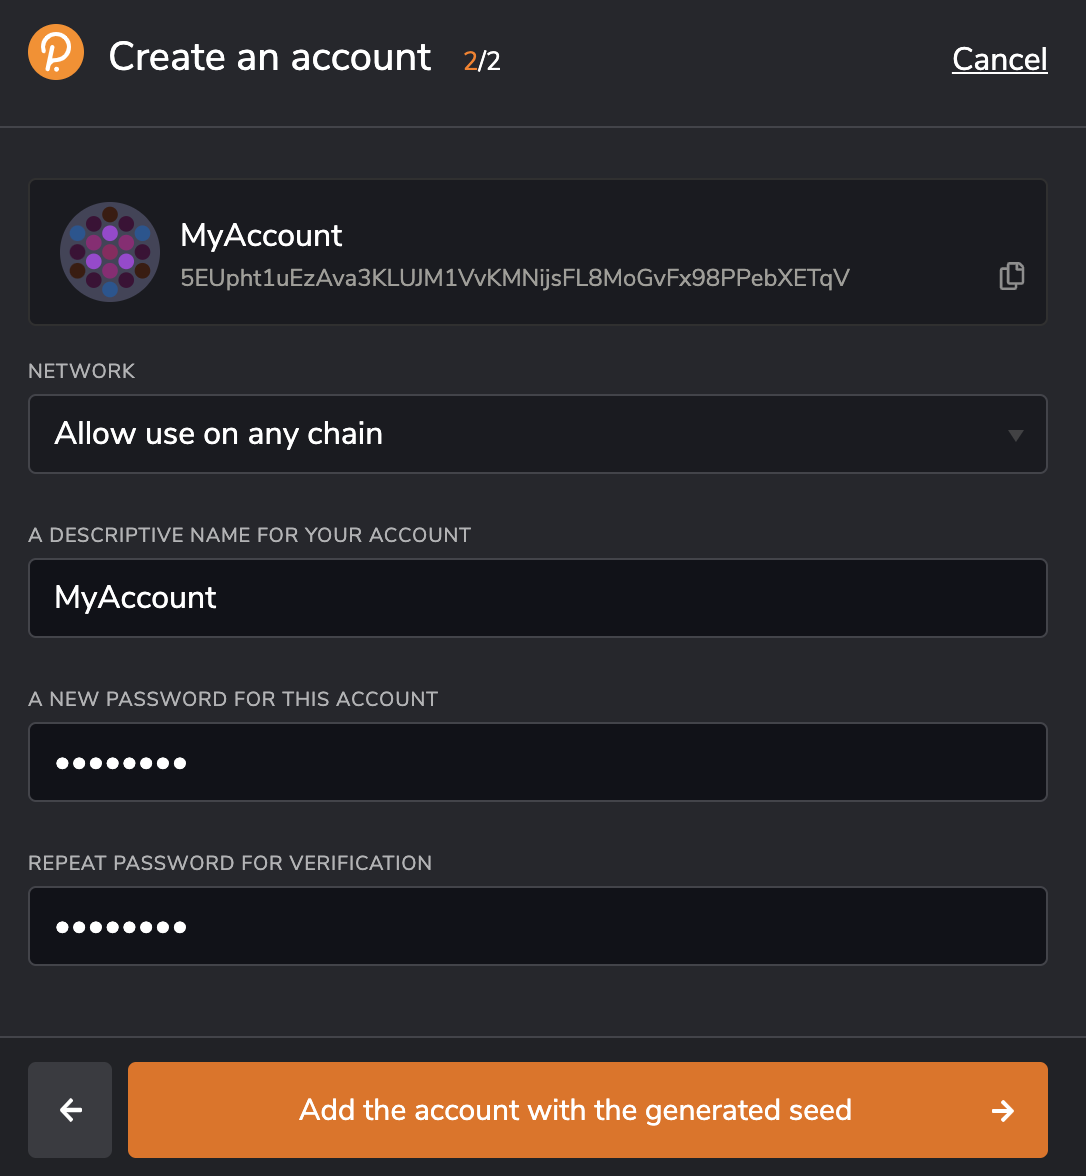 Create an account 2/2 Cancel
MyAccount
5EUpht1uEzAva3KLUJM1VvKMNijsFL8MoGvFx98PPebXETqV
NETWORK
Allow use on any chain
A DESCRIPTIVE NAME FOR YOUR ACCOUNT
MyAccount
A NEW PASSWORD FOR THIS ACCOUNT
••••••••
REPEAT PASSWORD FOR VERIFICATION
••••••••
Add the account with the generated seed